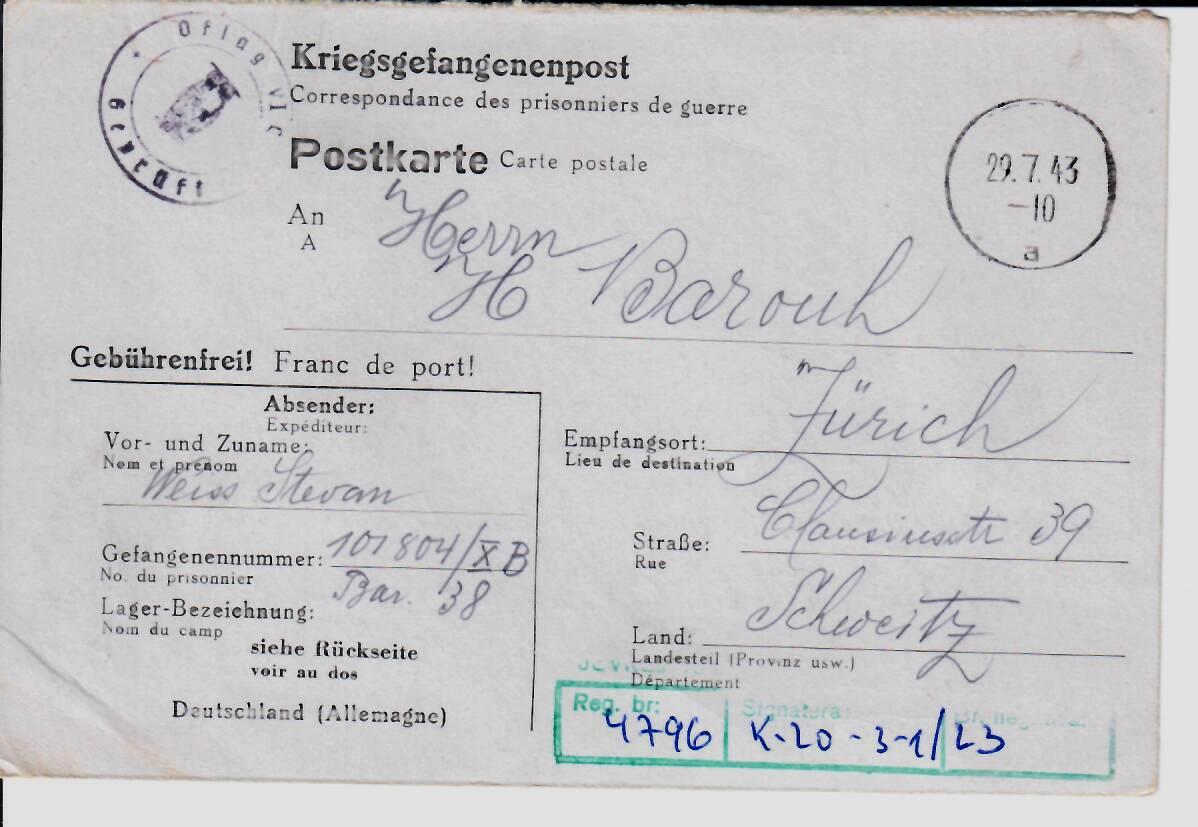 Oflag VI C
Geprüft
Kriegsgefangenenpost
Correspondance des prisonniers de guerre
Postkarte Carte postale
29.7.43
-10
a
An
A
Herrn
H Barouh
Gebührenfrei! Franc de port!
Absender:
Expéditeur:
Vor- und Zuname:
Nom et prénom
Weiss Stevan
Gefangenennummer: 101804/XB
No. du prisonnier
Bar. 38
Lager-Bezeichnung:
Nom du camp
siehe Rückseite
voir au dos
Deutschland (Allemagne)
Empfangsort: Zürich
Lieu de destination
Straße: Clausiusstr 39
Rue
Land: Schweitz
Landesteil (Provinz usw.)
Département
Reg. br: 4796
Signatura: K-20-3-1/23